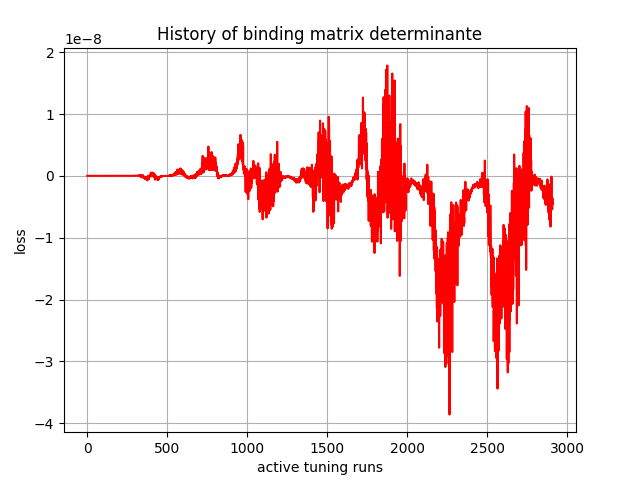 History of binding matrix determinante
1e−8
2
1
0
−1
−2
−3
−4
loss
0 500 1000 1500 2000 2500 3000
active tuning runs